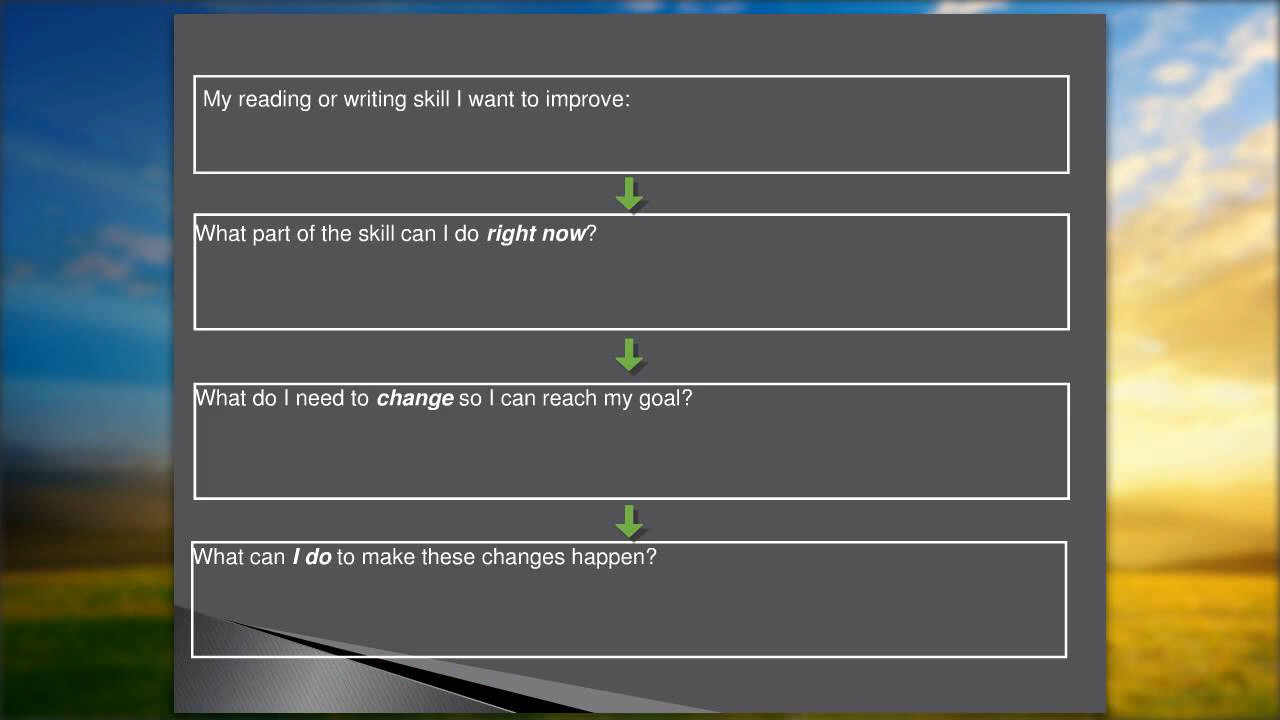 My reading or writing skill I want to improve:
What part of the skill can I do right now?
What do I need to change so I can reach my goal?
What can I do to make these changes happen?